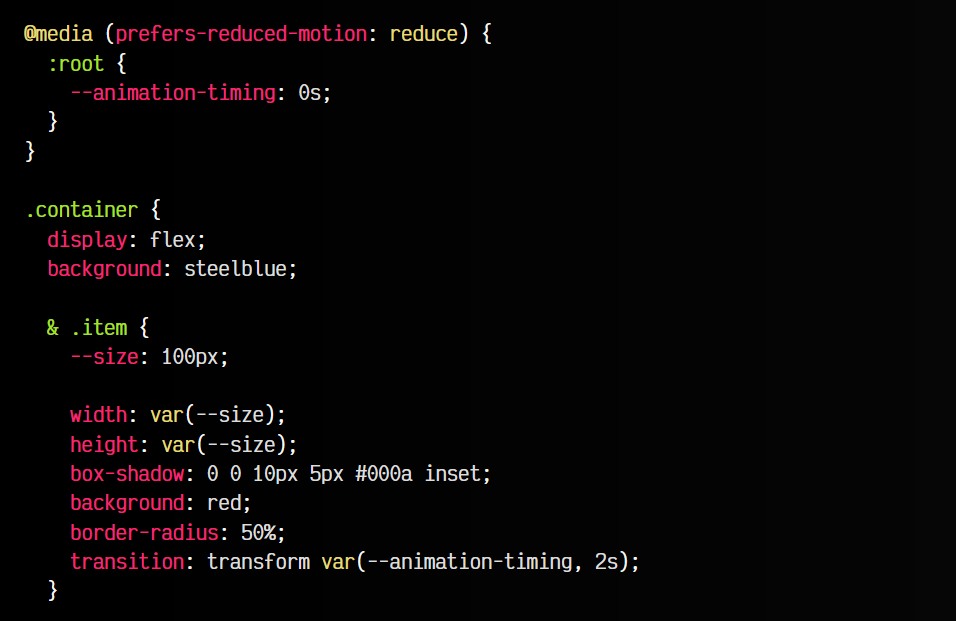 @media (prefers-reduced-motion: reduce) {
  :root {
    --animation-timing: 0s;
  }
}

.container {
  display: flex;
  background: steelblue;

  & .item {
    --size: 100px;

    width: var(--size);
    height: var(--size);
    box-shadow: 0 0 10px 5px #000a inset;
    background: red;
    border-radius: 50%;
    transition: transform var(--animation-timing, 2s);
  }